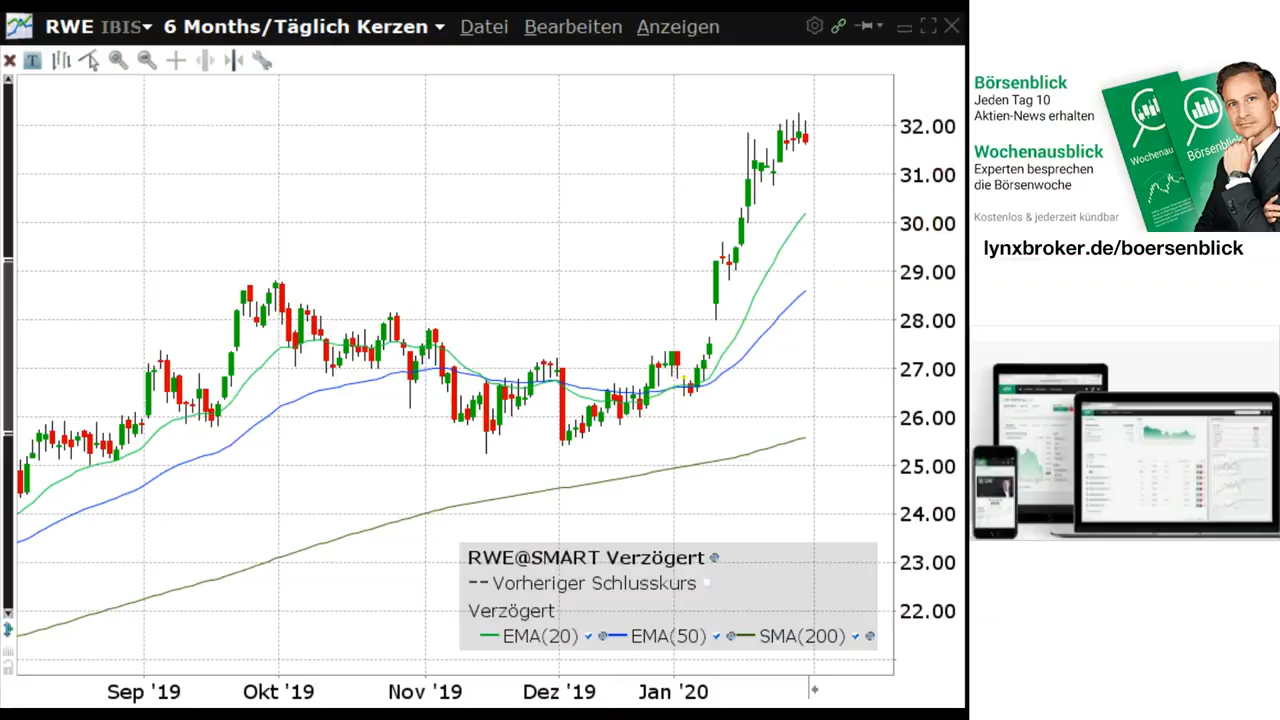 RWE IBIS 6 Months/Täglich Kerzen Datei Bearbeiten Anzeigen
T
32.00
31.00
30.00
29.00
28.00
27.00
26.00
25.00
24.00
23.00
22.00
RWE@SMART Verzögert
Vorheriger Schlusskurs
Verzögert
EMA(20) EMA(50) SMA(200)
Sep '19 Okt '19 Nov '19 Dez '19 Jan '20
Börsenblick
Jeden Tag 10
Aktien-News erhalten
Wochenausblick
Experten besprechen
die Börsenwoche
Kostenlos & jederzeit kündbar
Wochenau
Börsenblick
lynxbroker.de/boersenblick